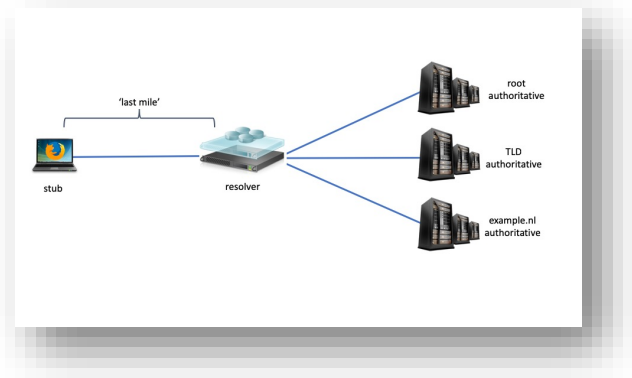 'last mile'
stub
resolver
root
authoritative
TLD
authoritative
example.nl
authoritative